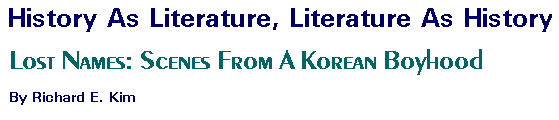 History As Literature, Literature As History
Lost Names: Scenes From A Korean Boyhood
By Richard E. Kim